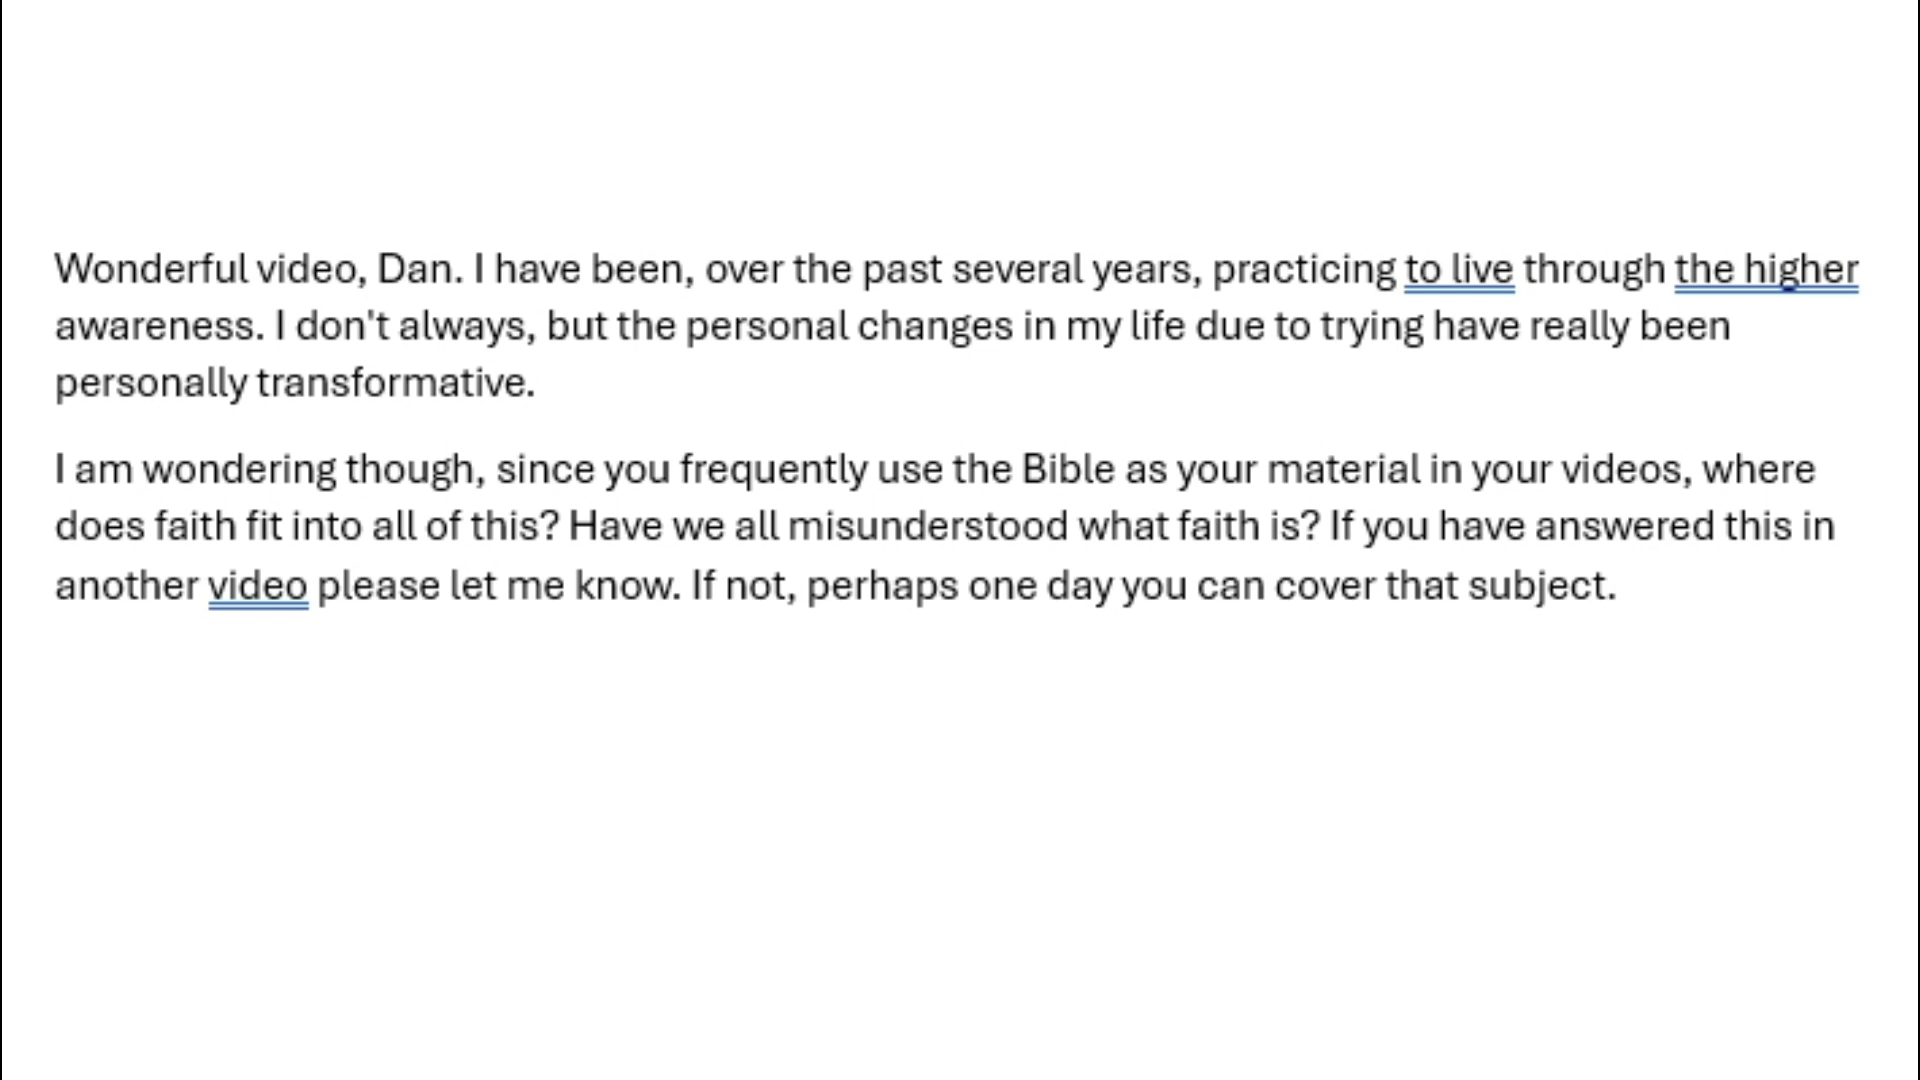 Wonderful video, Dan. I have been, over the past several years, practicing to live through the higher
awareness. I don't always, but the personal changes in my life due to trying have really been
personally transformative.
I am wondering though, since you frequently use the Bible as your material in your videos, where
does faith fit into all of this? Have we all misunderstood what faith is? If you have answered this in
another video please let me know. If not, perhaps one day you can cover that subject.